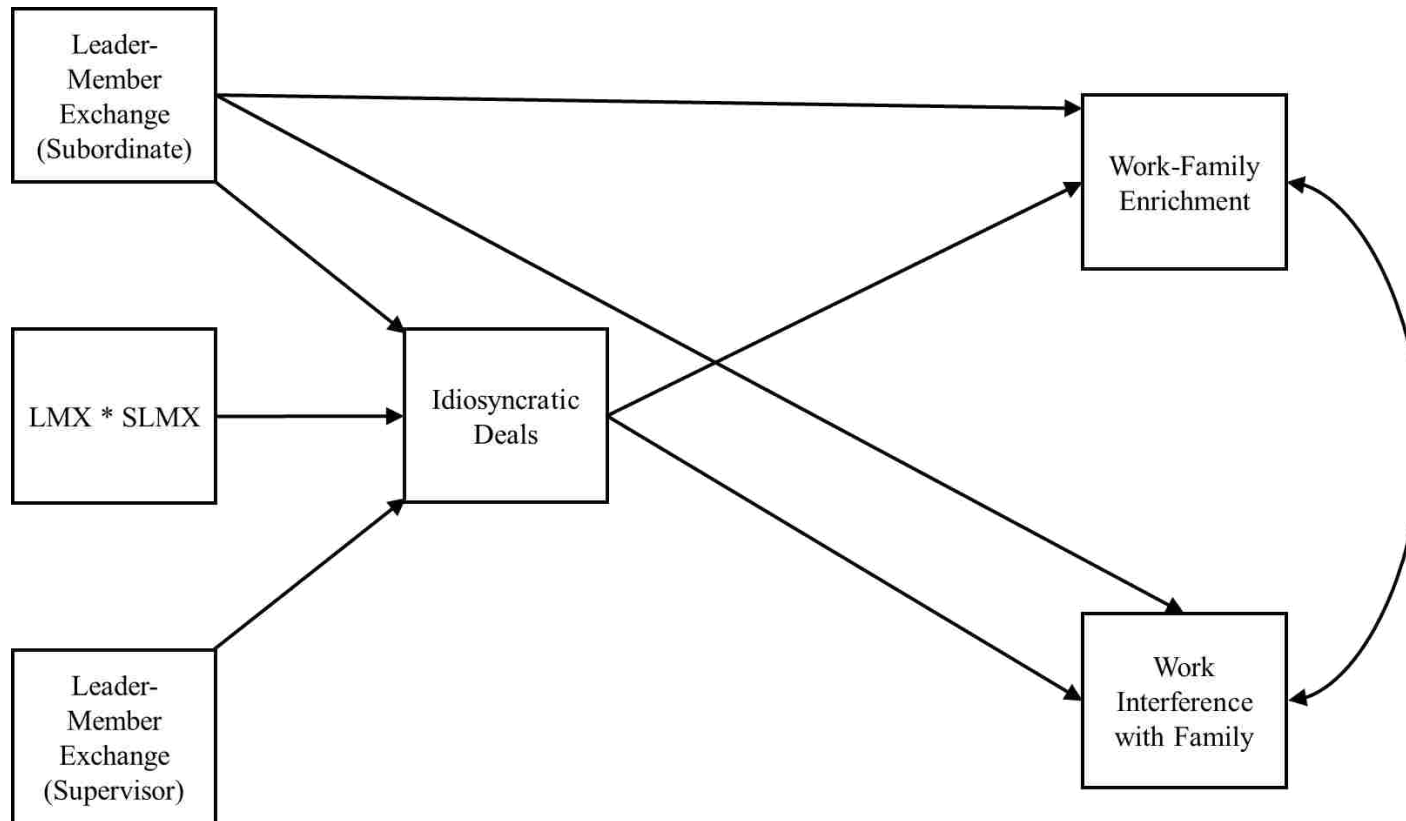 Leader-
Member
Exchange
(Subordinate)
Work-Family
Enrichment
LMX * SLMX
Idiosyncratic
Deals
Leader-
Member
Exchange
(Supervisor)
Work
Interference
with Family